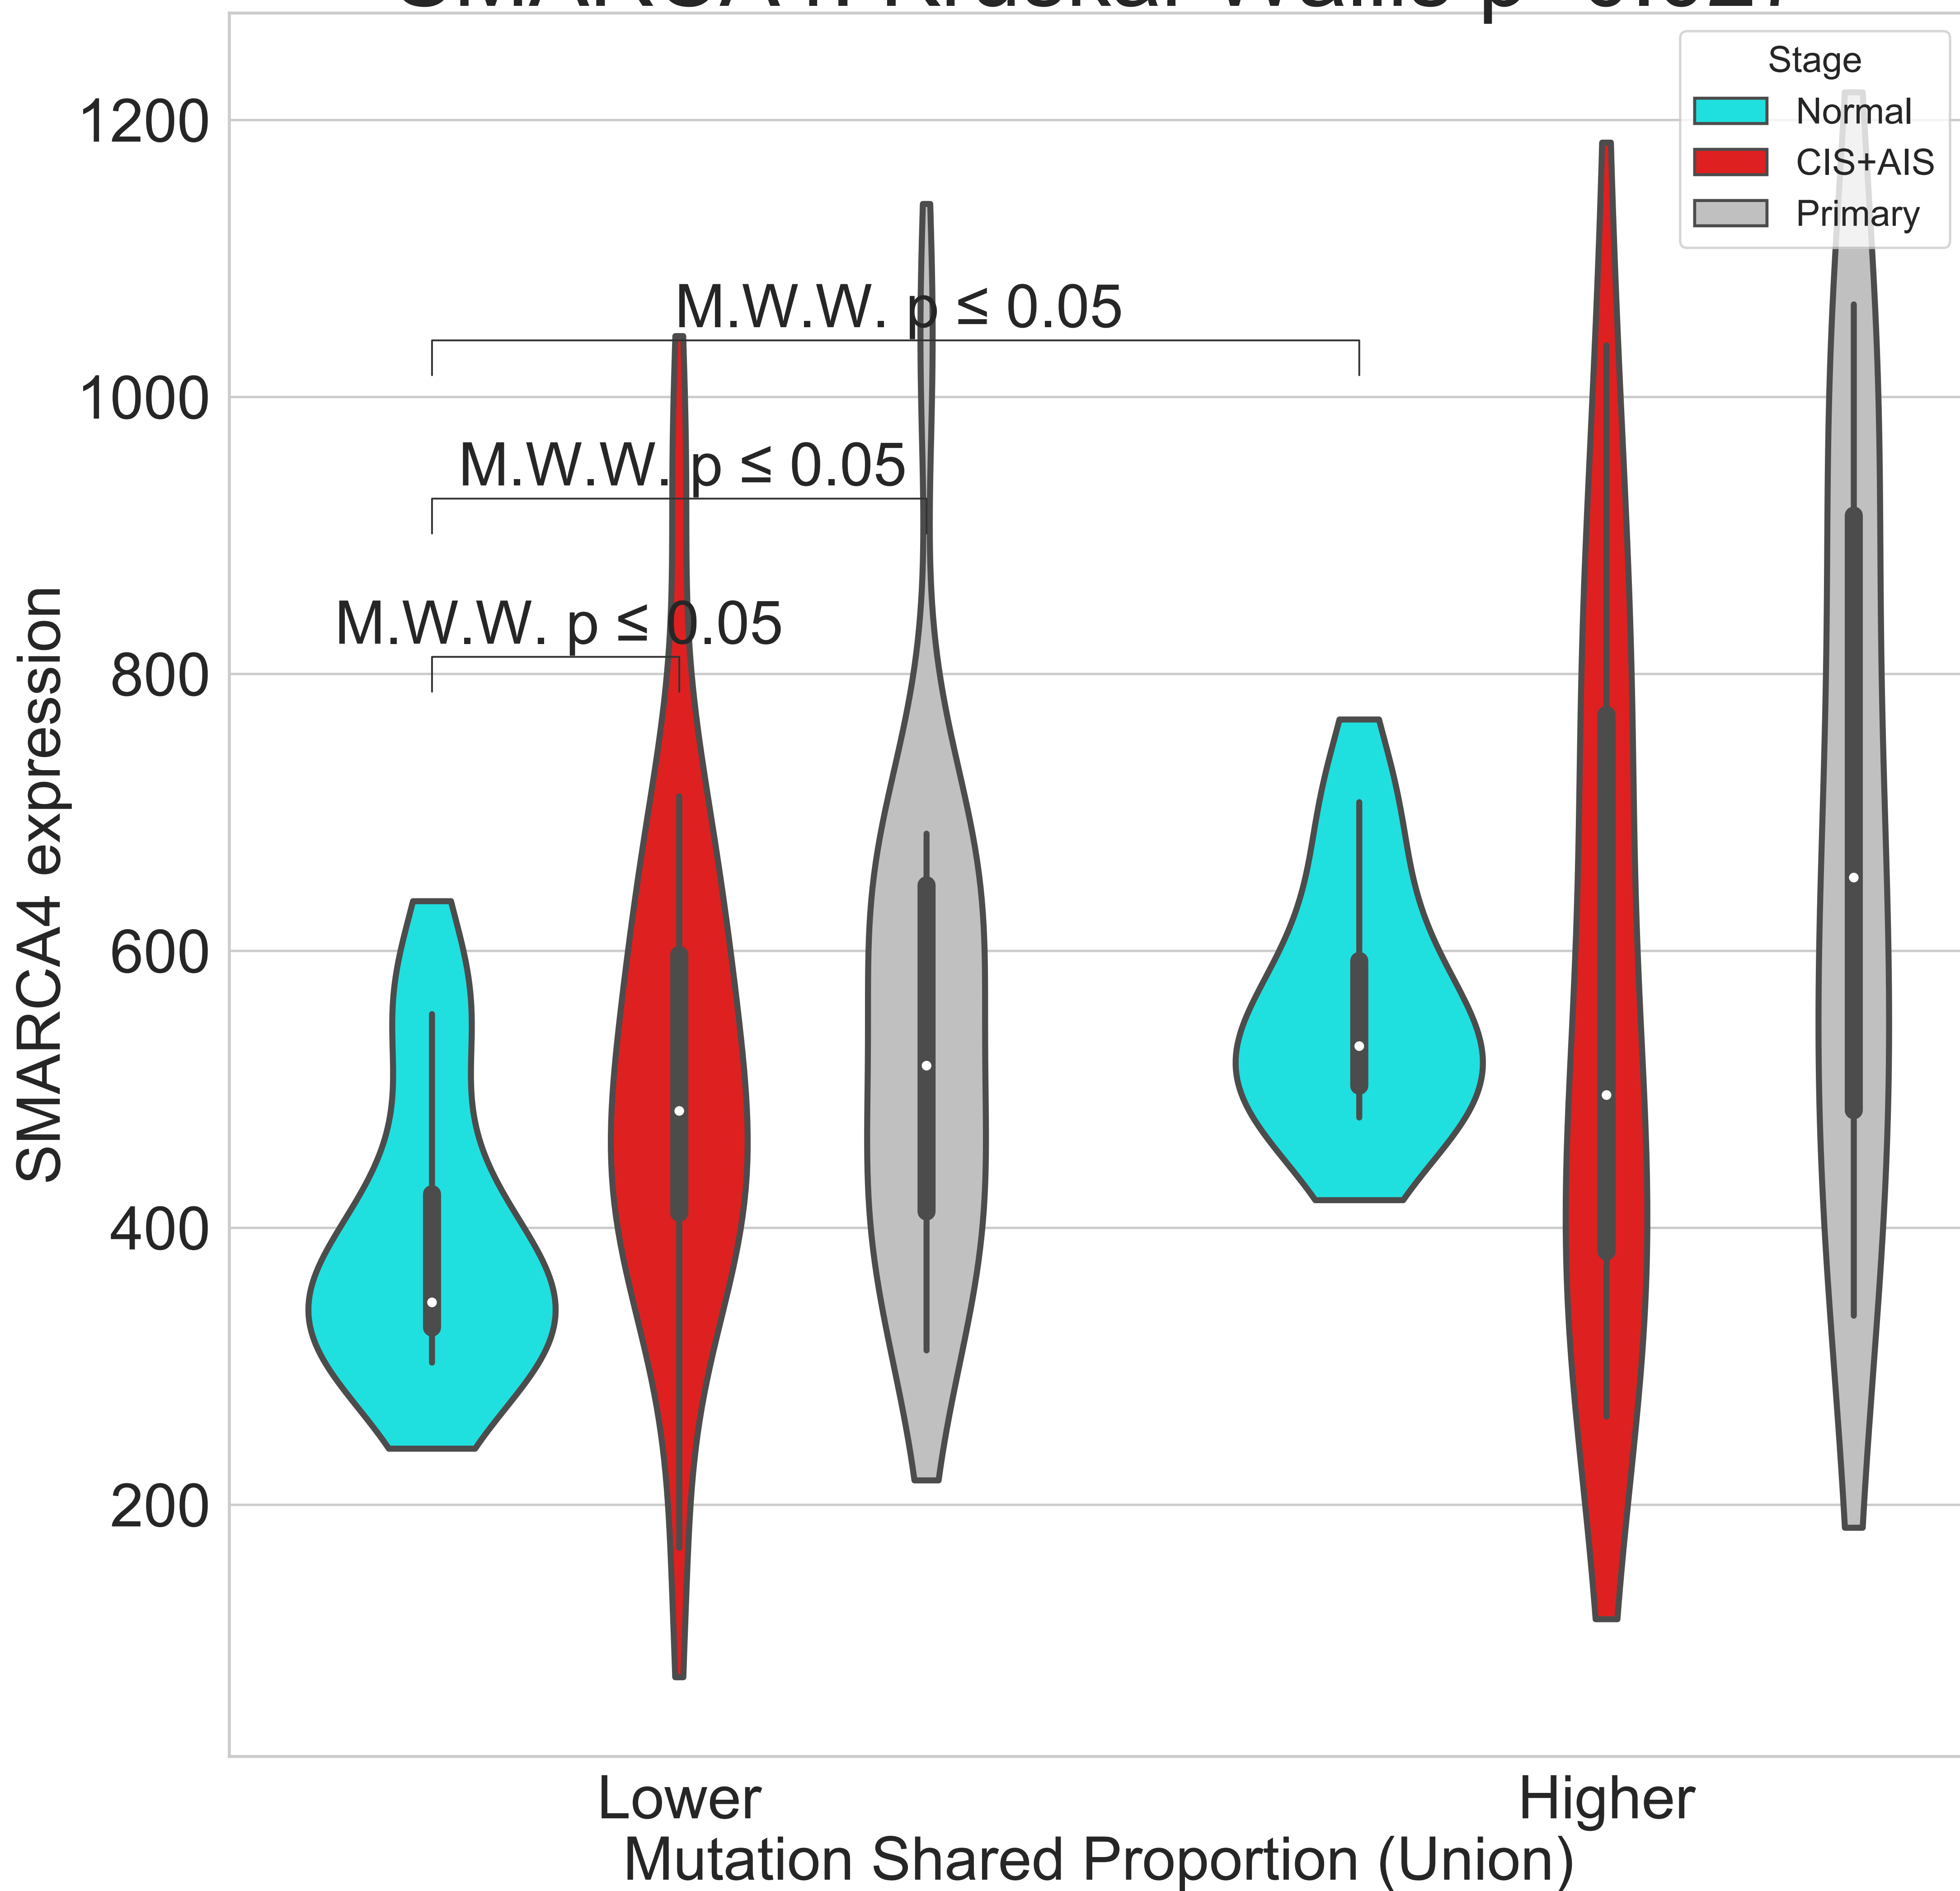 Stage
Normal
CIS+AIS
Primary
1200
1000
800
600
400
200
SMARCA4 expression
M.W.W. p ≤ 0.05
M.W.W. p ≤ 0.05
M.W.W. p ≤ 0.05
Lower
Higher
Mutation Shared Proportion (Union)